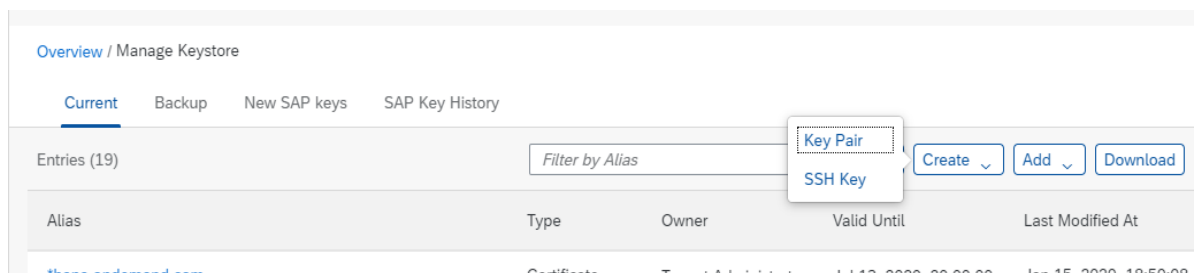 Overview / Manage Keystore
Current Backup New SAP keys SAP Key History
Entries (19) Filter by Alias Key Pair SSH Key Create Add Download
Alias Type Owner Valid Until Last Modified At